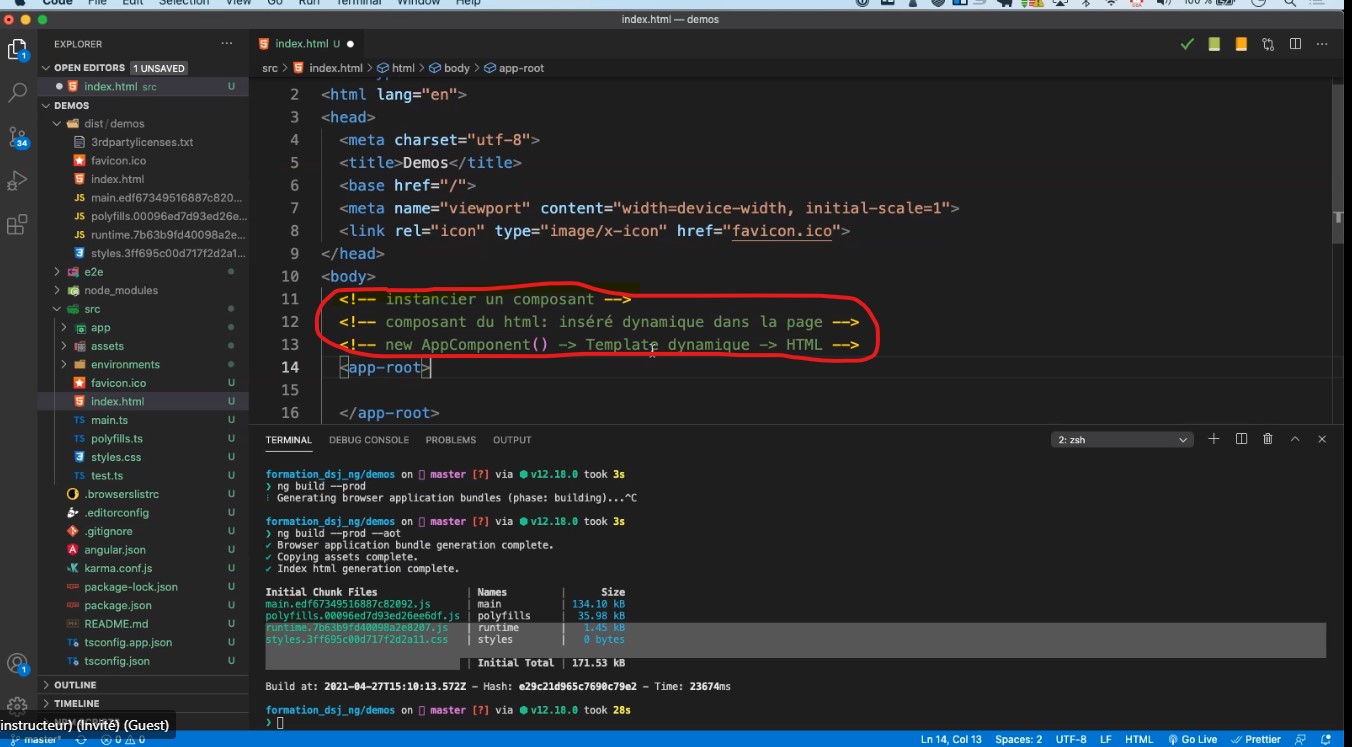 Code File Edit Selection View Go Run Terminal Window Help 100 %
index.html — demos
EXPLORER ···
OPEN EDITORS 1 UNSAVED
index.html src U
DEMOS
dist/demos
3rdpartylicenses.txt
favicon.ico
index.html
JS main.edf67349516887c820...
JS polyfills.00096ed7d93ed26e...
JS runtime.7b63b9fd40098a2e...
styles.3ff695c00d717f2d2a1...
e2e
node_modules
src
app
assets
environments
favicon.ico U
index.html U
TS main.ts U
TS polyfills.ts U
styles.css U
TS test.ts U
.browserslistrc U
.editorconfig U
.gitignore U
angular.json U
karma.conf.js U
package-lock.json U
package.json U
README.md U
tsconfig.app.json U
tsconfig.json U
OUTLINE
TIMELINE
instructeur) (Invité) (Guest)
1
34
1
index.html U ●
src > index.html > html > body > app-root
2 <html lang="en">
3 <head>
4 <meta charset="utf-8">
5 <title>Demos</title>
6 <base href="/">
7 <meta name="viewport" content="width=device-width, initial-scale=1">
8 <link rel="icon" type="image/x-icon" href="favicon.ico">
9 </head>
10 <body>
11 <!-- instancier un composant -->
12 <!-- composant du html: inséré dynamique dans la page -->
13 <!-- new AppComponent() -> Template dynamique -> HTML -->
14 <app-root>
15
16 </app-root>
TERMINAL DEBUG CONSOLE PROBLEMS OUTPUT 2: zsh
formation_dsj_ng/demos on master [?] via v12.18.0 took 3s
❯ ng build --prod
⋮ Generating browser application bundles (phase: building)...^C
formation_dsj_ng/demos on master [?] via v12.18.0 took 3s
❯ ng build --prod --aot
✔ Browser application bundle generation complete.
✔ Copying assets complete.
✔ Index html generation complete.
Initial Chunk Files | Names | Size
main.edf67349516887c82092.js | main | 134.10 kB
polyfills.00096ed7d93ed26ee6df.js | polyfills | 35.98 kB
runtime.7b63b9fd40098a2e8207.js | runtime | 1.45 kB
styles.3ff695c00d717f2d2a11.css | styles | 0 bytes
| Initial Total | 171.53 kB
Build at: 2021-04-27T15:10:13.572Z - Hash: e29c21d965c7690c79e2 - Time: 23674ms
formation_dsj_ng/demos on master [?] via v12.18.0 took 28s
❯
master* 0 0 Ln 14, Col 13 Spaces: 2 UTF-8 LF HTML Go Live Prettier